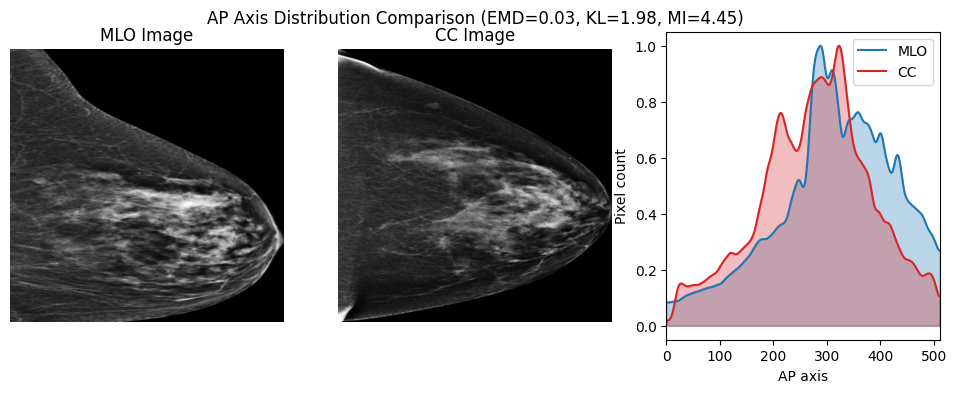 AP Axis Distribution Comparison (EMD=0.03, KL=1.98, MI=4.45)
MLO Image
CC Image
MLO
CC
Pixel count
1.0
0.8
0.6
0.4
0.2
0.0
0 100 200 300 400 500
AP axis